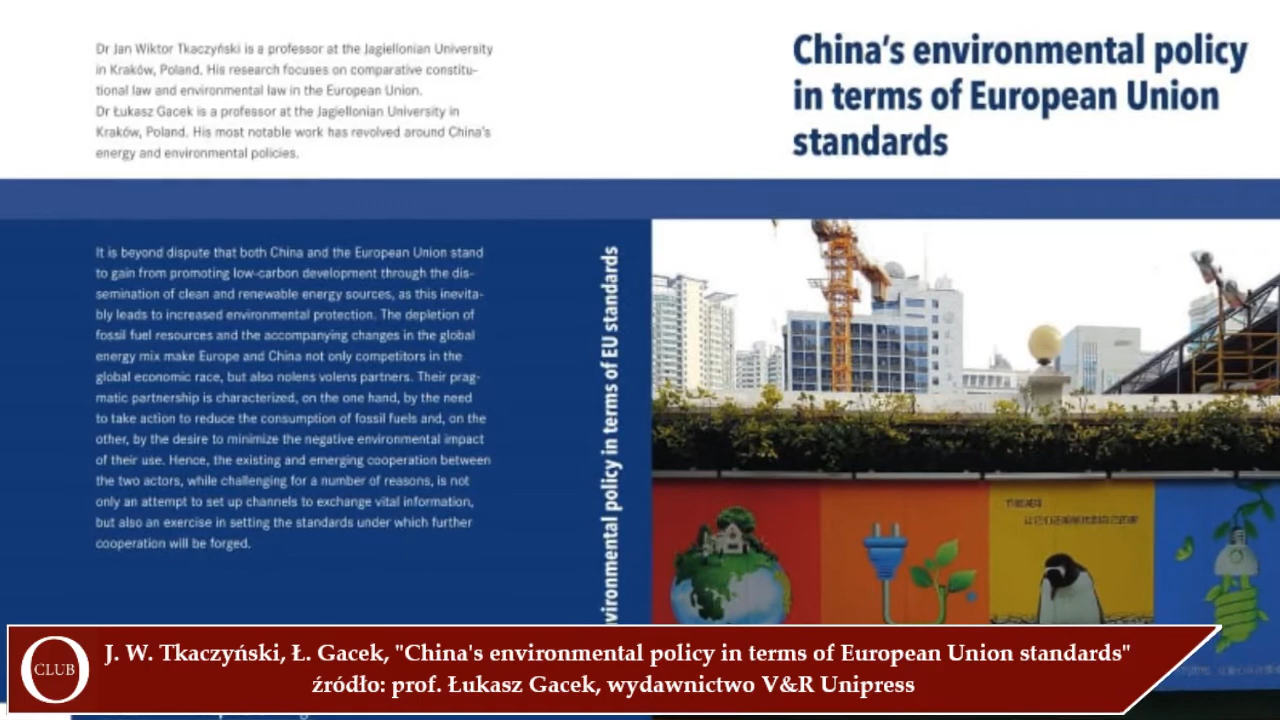 Dr Jan Wiktor Tkaczyński is a professor at the Jagiellonian University
in Kraków, Poland. His research focuses on comparative constitu-
tional law and environmental law in the European Union.
Dr Łukasz Gacek is a professor at the Jagiellonian University in
Kraków, Poland. His most notable work has revolved around China's
energy and environmental policies.
China's environmental policy
in terms of European Union
standards
It is beyond dispute that both China and the European Union stand
to gain from promoting low-carbon development through the dis-
semination of clean and renewable energy sources, as this inevita-
bly leads to increased environmental protection. The depletion of
fossil fuel resources and the accompanying changes in the global
energy mix make Europe and China not only competitors in the
global economic race, but also nolens volens partners. Their prag-
matic partnership is characterized, on the one hand, by the need
to take action to reduce the consumption of fossil fuels and, on the
other, by the desire to minimize the negative environmental impact
of their use. Hence, the existing and emerging cooperation between
the two actors, while challenging for a number of reasons, is not
only an attempt to set up channels to exchange vital information,
but also an exercise in setting the standards under which further
cooperation will be forged.
vironmental policy in terms of EU standards
CLUB
J. W. Tkaczyński, Ł. Gacek, "China's environmental policy in terms of European Union standards"
źródło: prof. Łukasz Gacek, wydawnictwo V&R Unipress